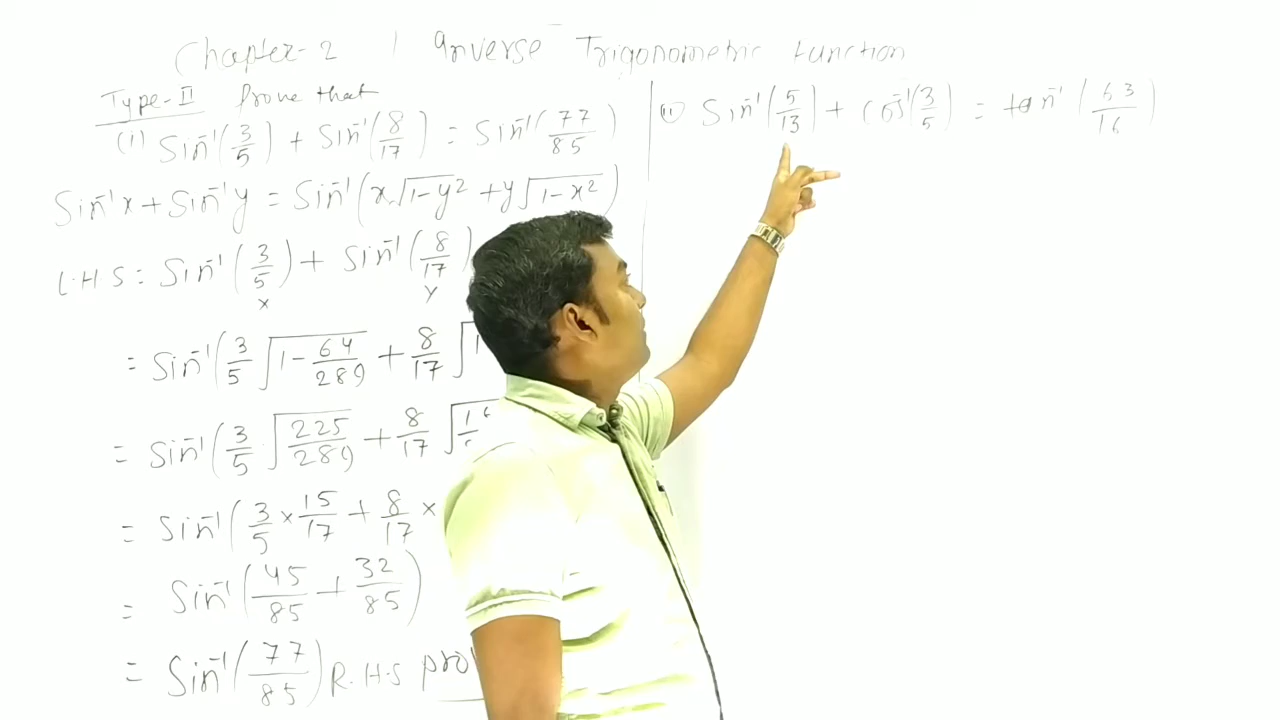 Chapter-2 | Inverse Trigonometric Function
Type-II Prove that
(i) Sin⁻¹(3/5) + Sin⁻¹(8/17) = Sin⁻¹(77/85)
Sin⁻¹x + Sin⁻¹y = Sin⁻¹(x√(1-y²) + y√(1-x²))
L.H.S = Sin⁻¹(3/5) + Sin⁻¹(8/17)
x y
= Sin⁻¹(3/5 √(1-64/289) + 8/17 √1
= Sin⁻¹(3/5 · √(225/289) + 8/17 √16
= Sin⁻¹(3/5 × 15/17 + 8/17 ×
= Sin⁻¹(45/85 + 32/85)
= Sin⁻¹(77/85) R.H.S pro
(ii) Sin⁻¹(5/13) + Cos⁻¹(3/5) = tan⁻¹(63/16)